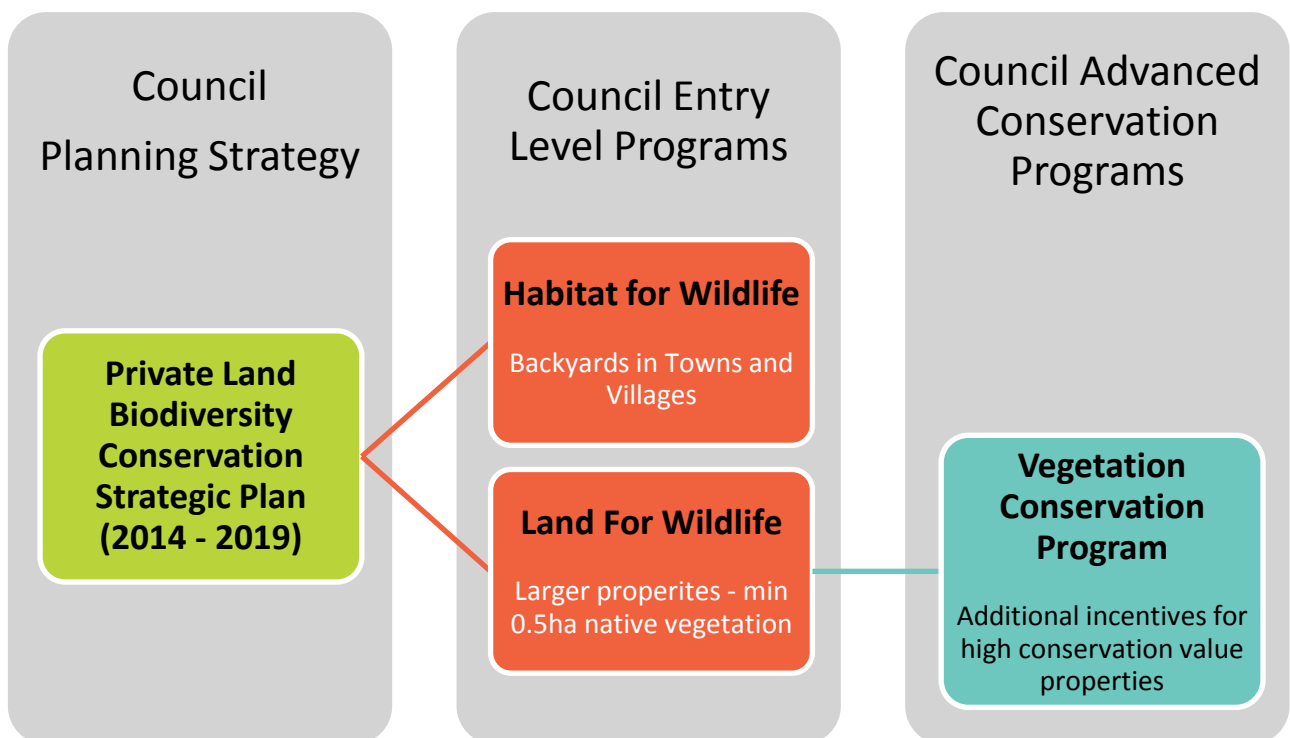 Council
Planning Strategy
Private Land
Biodiversity
Conservation
Strategic Plan
(2014 - 2019)
Council Entry
Level Programs
Habitat for Wildlife
Backyards in Towns and
Villages
Land For Wildlife
Larger properites - min
0.5ha native vegetation
Council Advanced
Conservation
Programs
Vegetation
Conservation
Program
Additional incentives for
high conservation value
properties